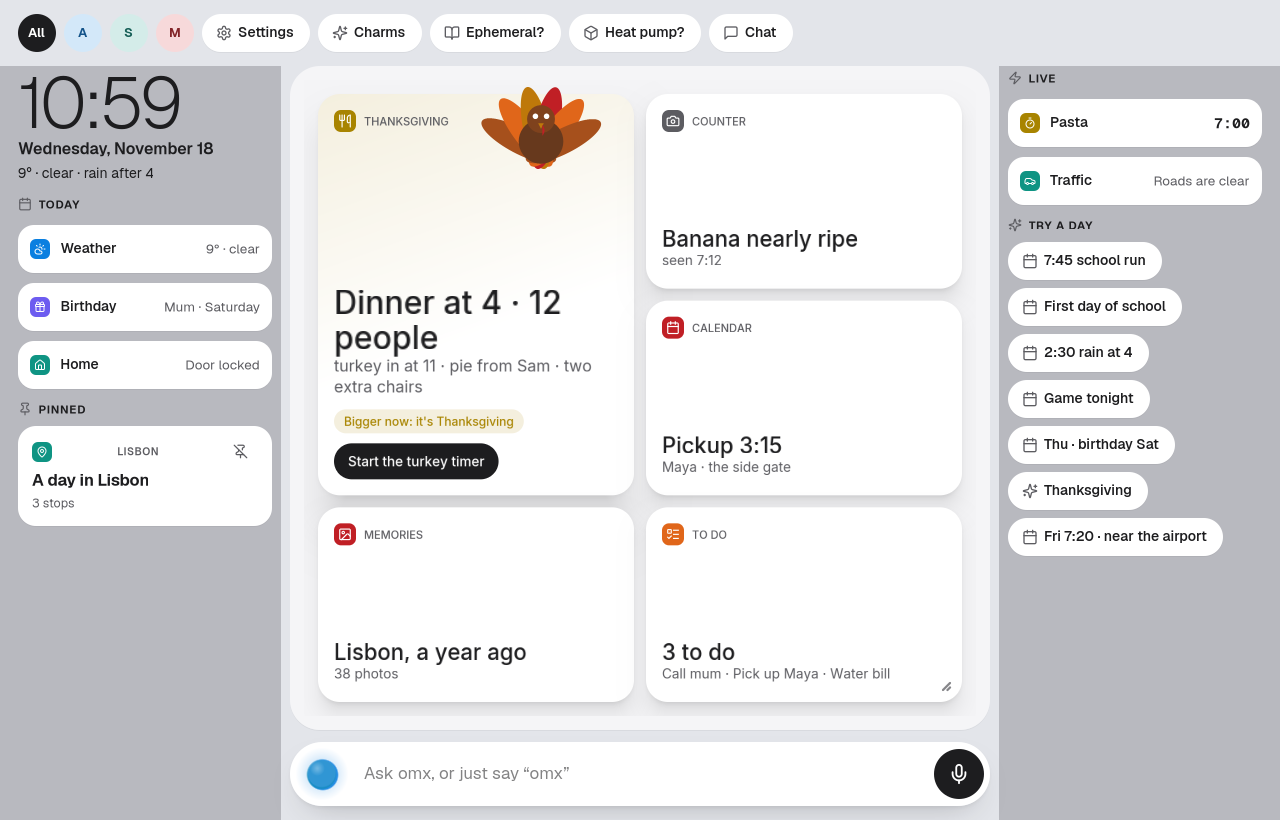 All
A
S
M
Settings
Charms
Ephemeral?
Heat pump?
Chat
10:59
Wednesday, November 18
9° · clear · rain after 4
TODAY
Weather
9° · clear
Birthday
Mum · Saturday
Home
Door locked
PINNED
LISBON
A day in Lisbon
3 stops
THANKSGIVING
Dinner at 4 · 12
people
turkey in at 11 · pie from Sam · two
extra chairs
Bigger now: it's Thanksgiving
Start the turkey timer
COUNTER
Banana nearly ripe
seen 7:12
CALENDAR
Pickup 3:15
Maya · the side gate
MEMORIES
Lisbon, a year ago
38 photos
TO DO
3 to do
Call mum · Pick up Maya · Water bill
Ask omx, or just say “omx”
LIVE
Pasta
7:00
Traffic
Roads are clear
TRY A DAY
7:45 school run
First day of school
2:30 rain at 4
Game tonight
Thu · birthday Sat
Thanksgiving
Fri 7:20 · near the airport